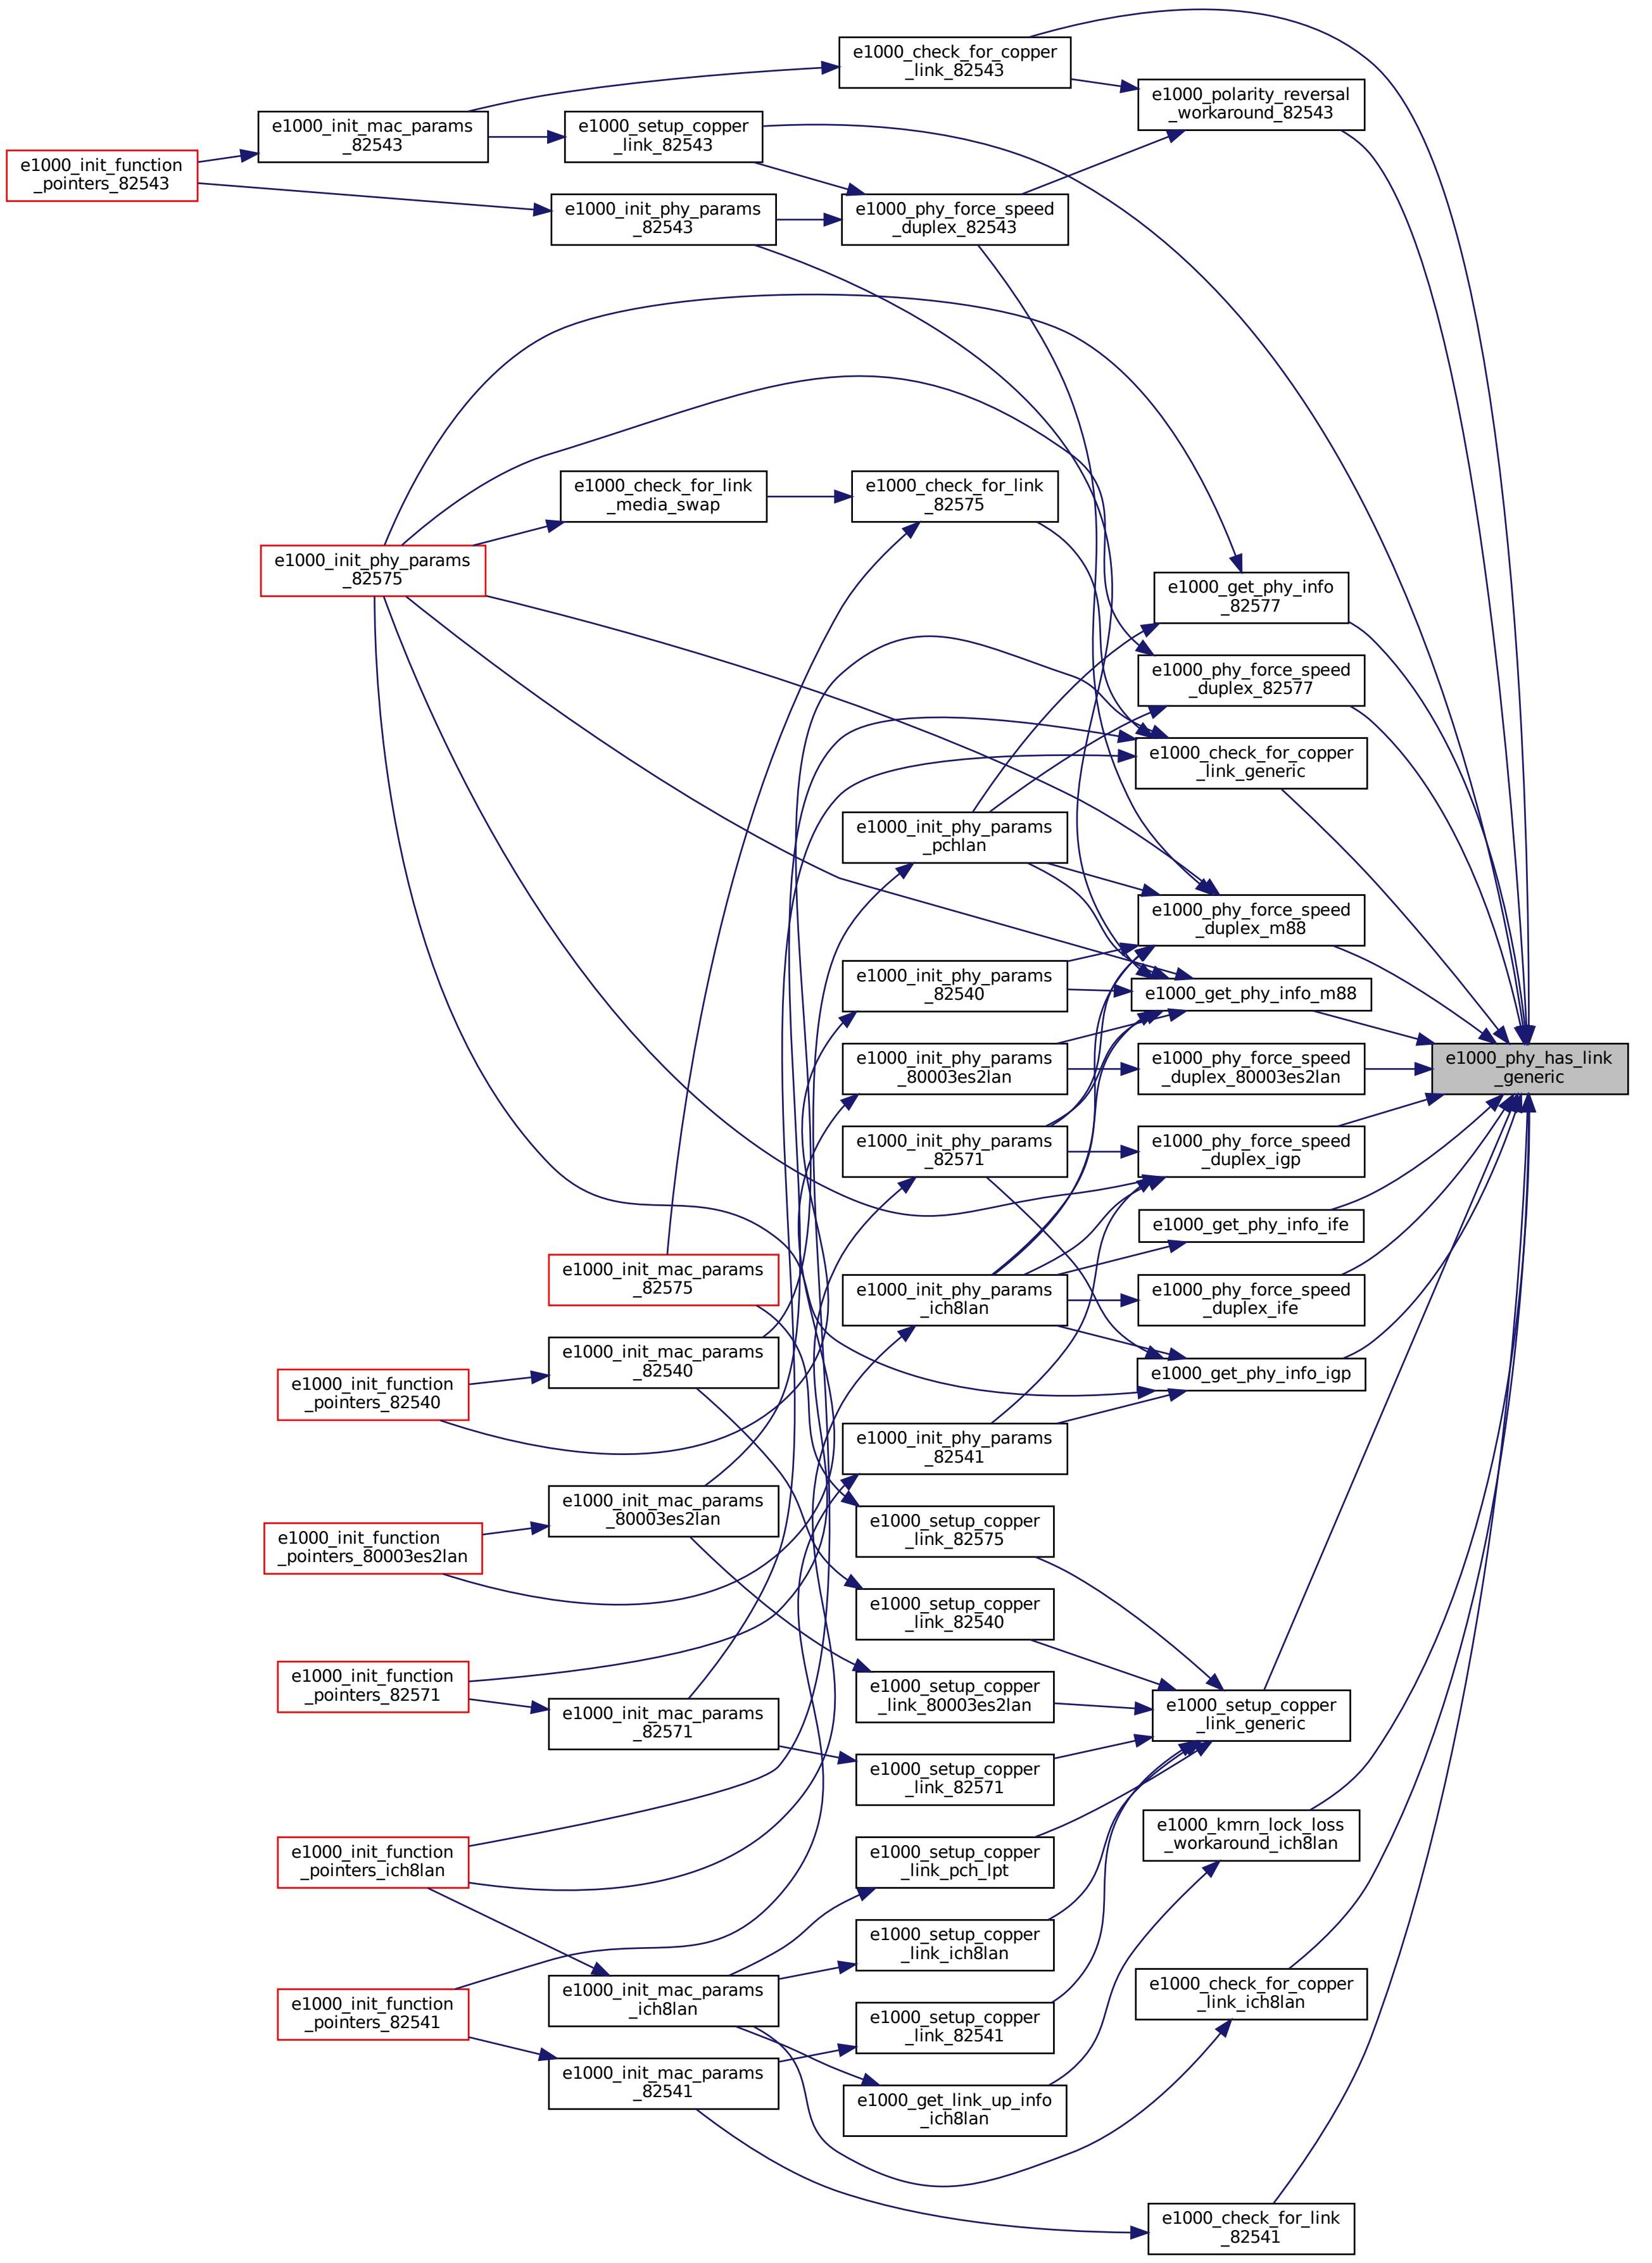 e1000_check_for_copper
_link_82543
e1000_polarity_reversal
_workaround_82543
e1000_init_mac_params
_82543
e1000_setup_copper
_link_82543
e1000_init_function
_pointers_82543
e1000_init_phy_params
_82543
e1000_phy_force_speed
_duplex_82543
e1000_check_for_link
_media_swap
e1000_check_for_link
_82575
e1000_init_phy_params
_82575
e1000_get_phy_info
_82577
e1000_phy_force_speed
_duplex_82577
e1000_check_for_copper
_link_generic
e1000_init_phy_params
_pchlan
e1000_phy_force_speed
_duplex_m88
e1000_init_phy_params
_82540
e1000_get_phy_info_m88
e1000_init_phy_params
_80003es2lan
e1000_phy_force_speed
_duplex_80003es2lan
e1000_phy_has_link
_generic
e1000_init_phy_params
_82571
e1000_phy_force_speed
_duplex_igp
e1000_get_phy_info_ife
e1000_init_mac_params
_82575
e1000_init_phy_params
_ich8lan
e1000_phy_force_speed
_duplex_ife
e1000_init_mac_params
_82540
e1000_get_phy_info_igp
e1000_init_function
_pointers_82540
e1000_init_phy_params
_82541
e1000_init_mac_params
_80003es2lan
e1000_setup_copper
_link_82575
e1000_init_function
_pointers_80003es2lan
e1000_setup_copper
_link_82540
e1000_init_function
_pointers_82571
e1000_setup_copper
_link_80003es2lan
e1000_setup_copper
_link_generic
e1000_init_mac_params
_82571
e1000_setup_copper
_link_82571
e1000_kmrn_lock_loss
_workaround_ich8lan
e1000_init_function
_pointers_ich8lan
e1000_setup_copper
_link_pch_lpt
e1000_setup_copper
_link_ich8lan
e1000_check_for_copper
_link_ich8lan
e1000_init_mac_params
_ich8lan
e1000_init_function
_pointers_82541
e1000_setup_copper
_link_82541
e1000_init_mac_params
_82541
e1000_get_link_up_info
_ich8lan
e1000_check_for_link
_82541